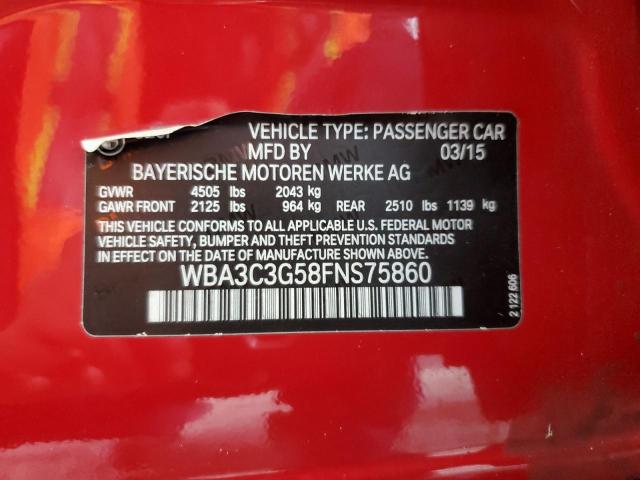 VEHICLE TYPE: PASSENGER CAR
MFD BY 03/15
BAYERISCHE MOTOREN WERKE AG
GVWR 4505 lbs 2043 kg
GAWR FRONT 2125 lbs 964 kg REAR 2510 lbs 1139 kg
THIS VEHICLE CONFORMS TO ALL APPLICABLE U.S. FEDERAL MOTOR
VEHICLE SAFETY, BUMPER AND THEFT PREVENTION STANDARDS
IN EFFECT ON THE DATE OF MANUFACTURE SHOWN ABOVE.
WBA3C3G58FNS75860
2 122 606